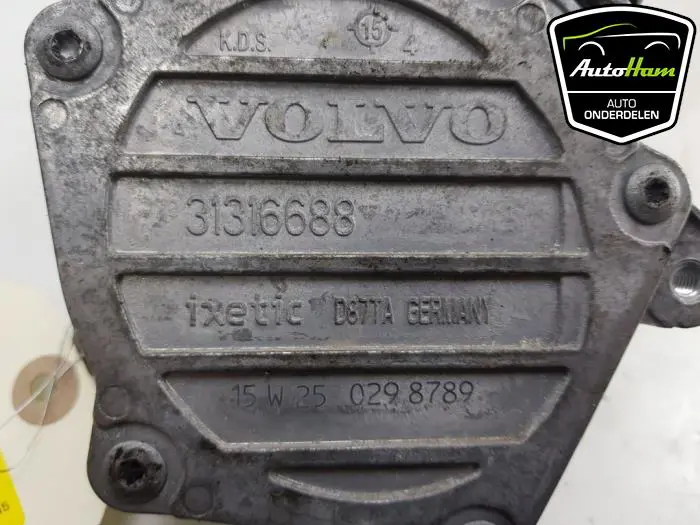 K.D.S. 15 4
VOLVO
31316688
ixetic D87TA GERMANY
15 W 25 029 8789
AutoHam
AUTO
ONDERDELEN